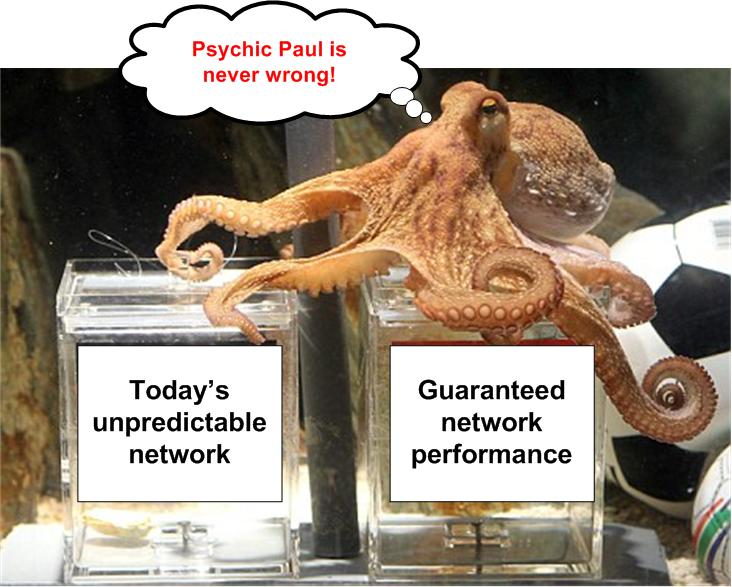 Psychic Paul is
never wrong!
Today's
unpredictable
network
Guaranteed
network
performance